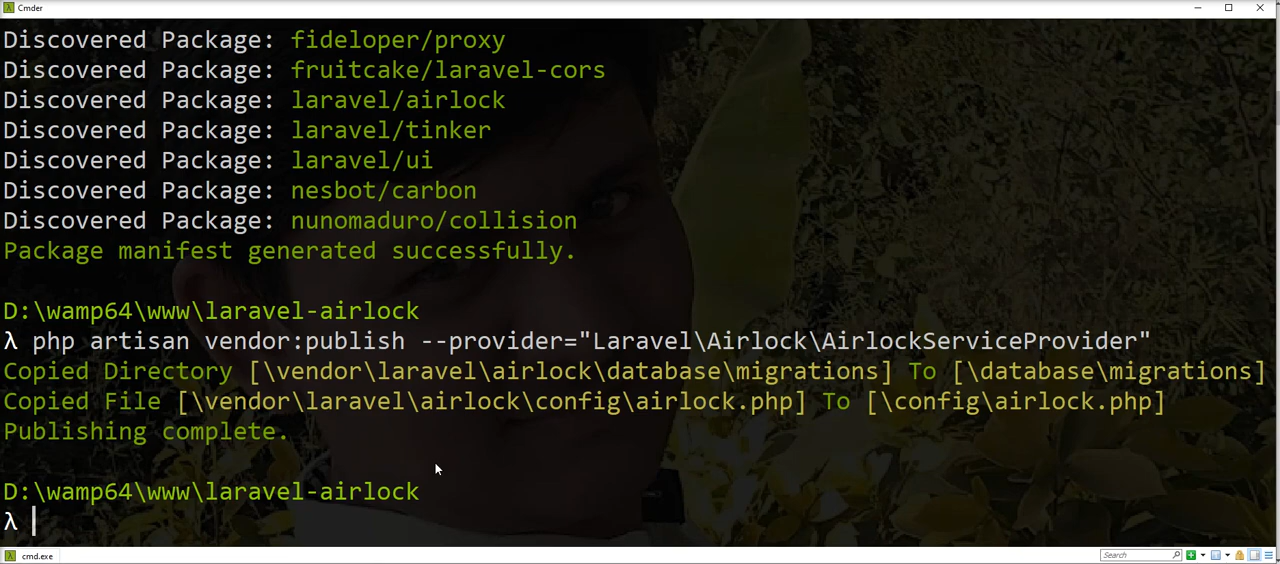 Cmder
Discovered Package: fideloper/proxy
Discovered Package: fruitcake/laravel-cors
Discovered Package: laravel/airlock
Discovered Package: laravel/tinker
Discovered Package: laravel/ui
Discovered Package: nesbot/carbon
Discovered Package: nunomaduro/collision
Package manifest generated successfully.
D:\wamp64\www\laravel-airlock
λ php artisan vendor:publish --provider="Laravel\Airlock\AirlockServiceProvider"
Copied Directory [\vendor\laravel\airlock\database\migrations] To [\database\migrations]
Copied File [\vendor\laravel\airlock\config\airlock.php] To [\config\airlock.php]
Publishing complete.
D:\wamp64\www\laravel-airlock
λ
cmd.exe Search